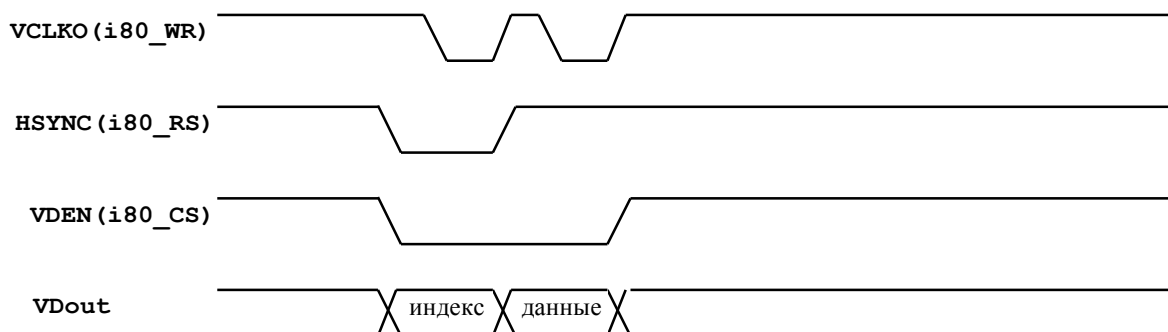 VCLKO(i80_WR)
HSYNC(i80_RS)
VDEN(i80_CS)
VDout
индекс
данные